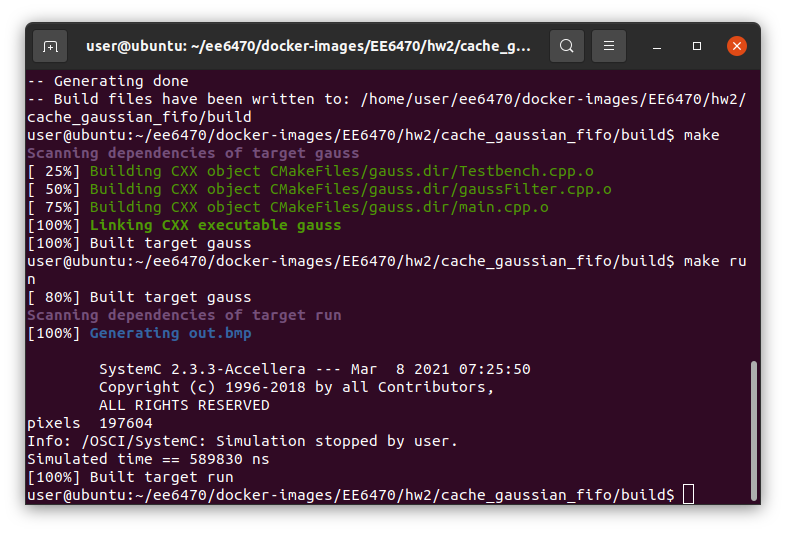 user@ubuntu: ~/ee6470/docker-images/EE6470/hw2/cache_g...
-- Generating done
-- Build files have been written to: /home/user/ee6470/docker-images/EE6470/hw2/
cache_gaussian_fifo/build
user@ubuntu:~/ee6470/docker-images/EE6470/hw2/cache_gaussian_fifo/build$ make
Scanning dependencies of target gauss
[ 25%] Building CXX object CMakeFiles/gauss.dir/Testbench.cpp.o
[ 50%] Building CXX object CMakeFiles/gauss.dir/gaussFilter.cpp.o
[ 75%] Building CXX object CMakeFiles/gauss.dir/main.cpp.o
[100%] Linking CXX executable gauss
[100%] Built target gauss
user@ubuntu:~/ee6470/docker-images/EE6470/hw2/cache_gaussian_fifo/build$ make ru
n
[ 80%] Built target gauss
Scanning dependencies of target run
[100%] Generating out.bmp
SystemC 2.3.3-Accellera --- Mar  8 2021 07:25:50
Copyright (c) 1996-2018 by all Contributors,
ALL RIGHTS RESERVED
pixels  197604
Info: /OSCI/SystemC: Simulation stopped by user.
Simulated time == 589830 ns
[100%] Built target run
user@ubuntu:~/ee6470/docker-images/EE6470/hw2/cache_gaussian_fifo/build$